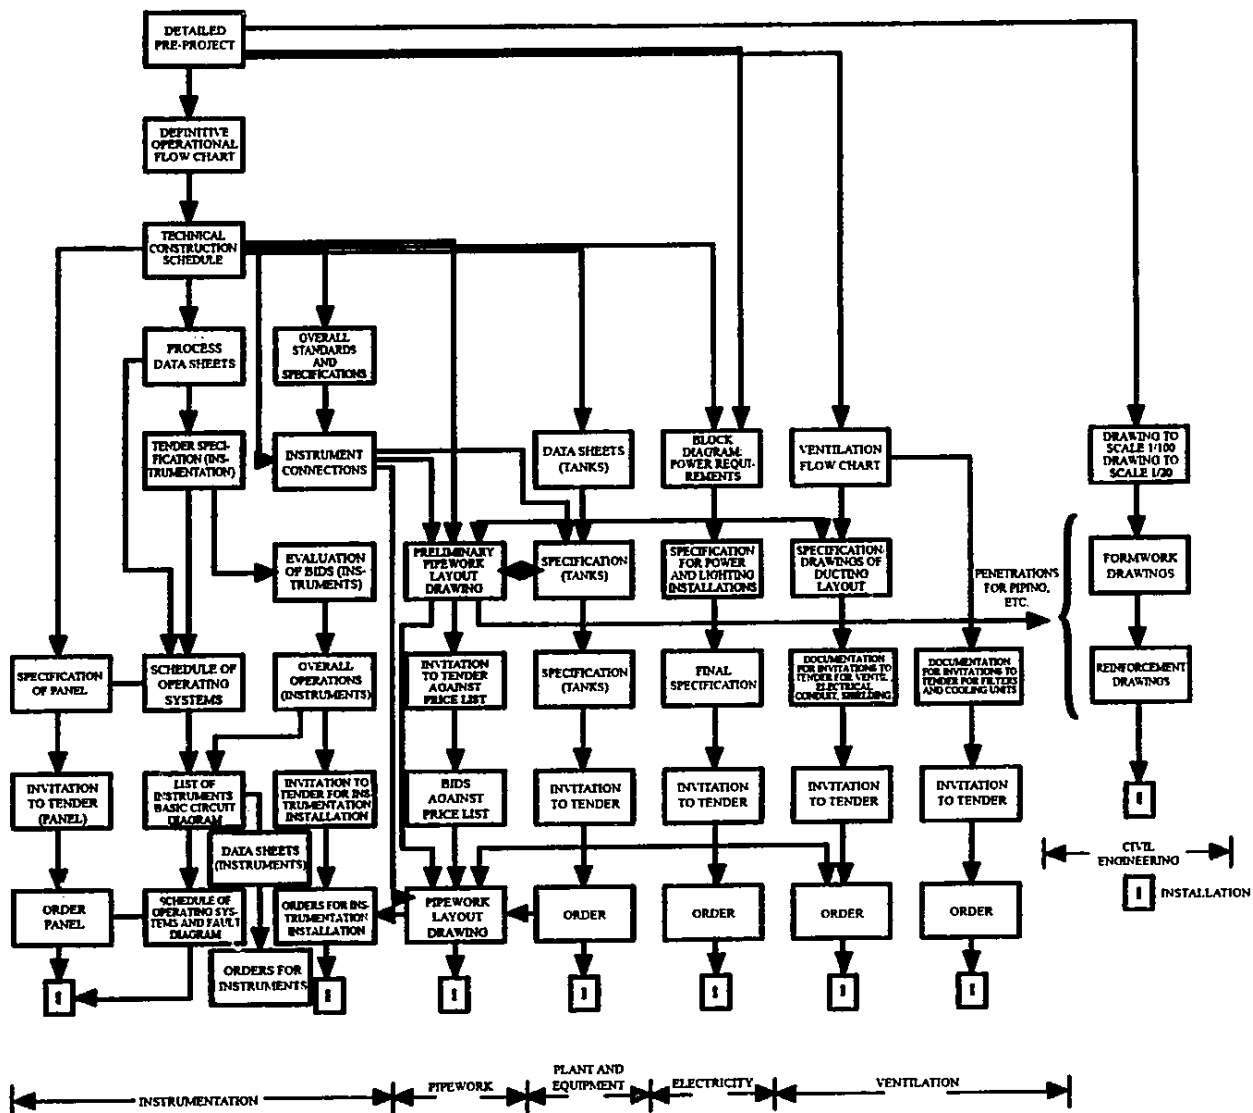 DETAILED
PRE-PROJECT
DEFINITIVE
OPERATIONAL
FLOW CHART
TECHNICAL
CONSTRUCTION
SCHEDULE
PROCESS
DATA SHEETS
OVERALL
STANDARDS
AND
SPECIFICATIONS
TENDER SPECI-
FICATION (INS-
TRUMENTATION)
INSTRUMENT
CONNECTIONS
DATA SHEETS
(TANKS)
BLOCK
DIAGRAM:
POWER REQUI-
REMENTS
VENTILATION
FLOW CHART
DRAWING TO
SCALE 1/100
DRAWING TO
SCALE 1/20
EVALUATION
OF BIDS (INS-
TRUMENTS)
PRELIMINARY
PIPEWORK
LAYOUT
DRAWING
SPECIFICATION
(TANKS)
SPECIFICATION
FOR POWER
AND LIGHTING
INSTALLATIONS
SPECIFICATION
DRAWINGS OF
DUCTING
LAYOUT
PENETRATIONS
FOR PIPING,
ETC.
FORMWORK
DRAWINGS
SPECIFICATION
OF PANEL
SCHEDULE OF
OPERATING
SYSTEMS
OVERALL
OPERATIONS
(INSTRUMENTS)
INVITATION
TO TENDER
AGAINST
PRICE LIST
SPECIFICATION
(TANKS)
FINAL
SPECIFICATION
DOCUMENTATION
FOR INVITATIONS TO
TENDER FOR VENTS,
ELECTRICAL
CONDUIT, SHIELDING
DOCUMENTATION
FOR INVITATIONS TO
TENDER FOR FILTERS
AND COOLING UNITS
REINFORCEMENT
DRAWINGS
INVITATION
TO TENDER
(PANEL)
LIST OF
INSTRUMENTS
BASIC CIRCUIT
DIAGRAM
INVITATION TO
TENDER FOR INS-
TRUMENTATION
INSTALLATION
BIDS
AGAINST
PRICE LIST
INVITATION
TO TENDER
INVITATION
TO TENDER
INVITATION
TO TENDER
INVITATION
TO TENDER
I
DATA SHEETS
(INSTRUMENTS)
CIVIL
ENGINEERING
I INSTALLATION
ORDER
PANEL
SCHEDULE OF
OPERATING SYS-
TEMS AND FAULT
DIAGRAM
ORDERS FOR INS-
TRUMENTATION
INSTALLATION
PIPEWORK
LAYOUT
DRAWING
ORDER
ORDER
ORDER
ORDER
ORDERS FOR
INSTRUMENTS
I
I
I
I
I
I
I
INSTRUMENTATION
PIPEWORK
PLANT AND
EQUIPMENT
ELECTRICITY
VENTILATION